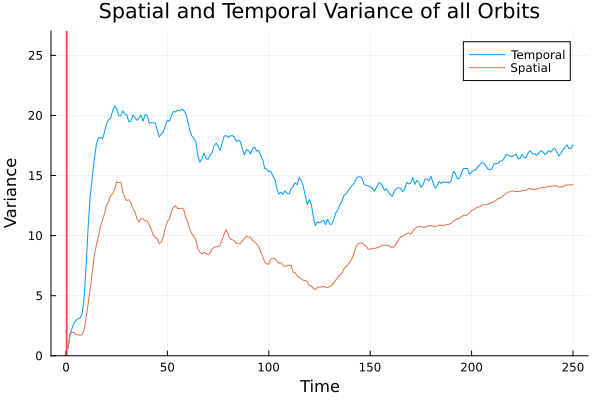 Spatial and Temporal Variance of all Orbits
Temporal
Spatial
Variance
25
20
15
10
5
0
0 50 100 150 200 250
Time